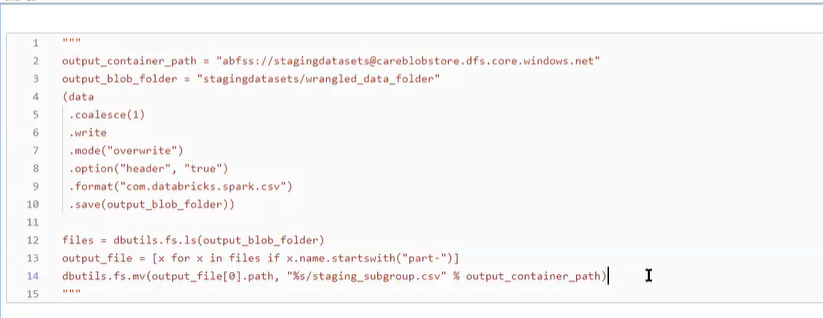 1 """
2 output_container_path = "abfss://stagingdatasets@careblobstore.dfs.core.windows.net"
3 output_blob_folder = "stagingdatasets/wrangled_data_folder"
4 (data
5  .coalesce(1)
6  .write
7  .mode("overwrite")
8  .option("header", "true")
9  .format("com.databricks.spark.csv")
10  .save(output_blob_folder))
11
12 files = dbutils.fs.ls(output_blob_folder)
13 output_file = [x for x in files if x.name.startswith("part-")]
14 dbutils.fs.mv(output_file[0].path, "%s/staging_subgroup.csv" % output_container_path)
15 """